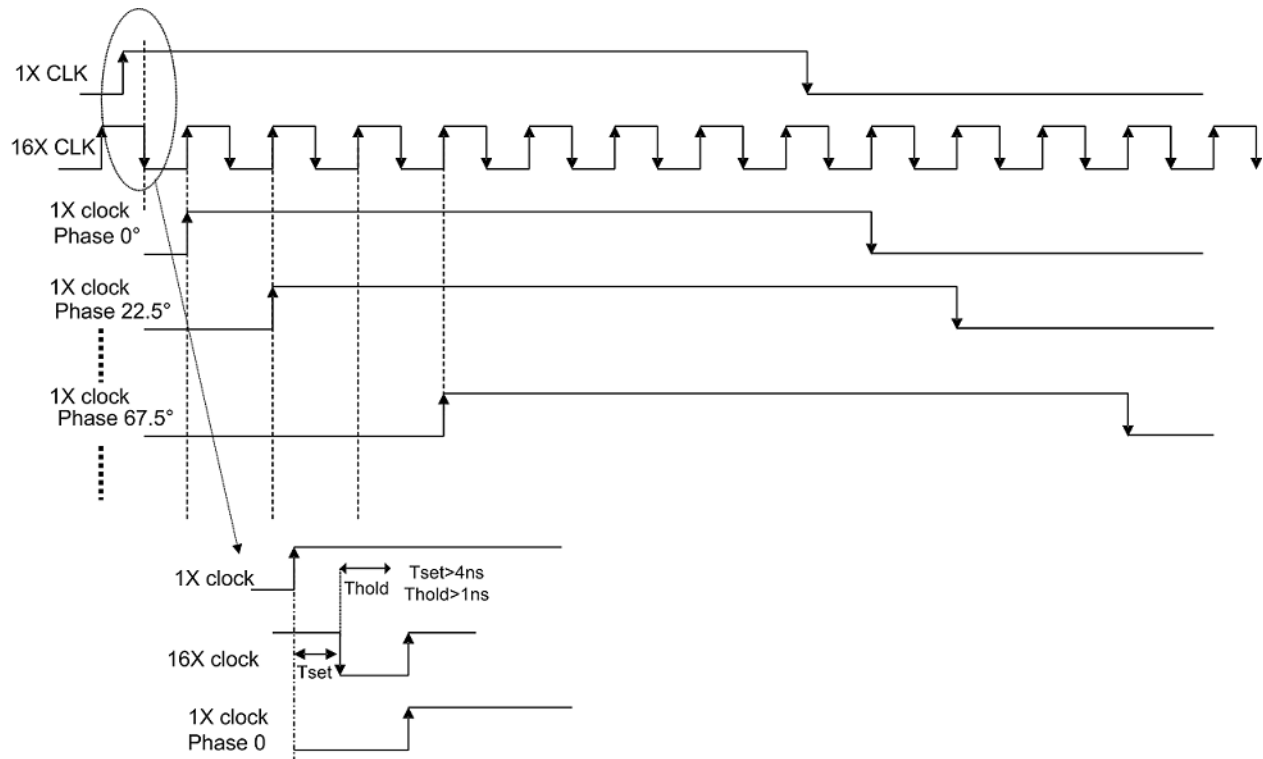 1X CLK
16X CLK
1X clock
Phase 0°
1X clock
Phase 22.5°
1X clock
Phase 67.5°
1X clock
Thold
Tset>4ns
Thold>1ns
16X clock
Tset
1X clock
Phase 0